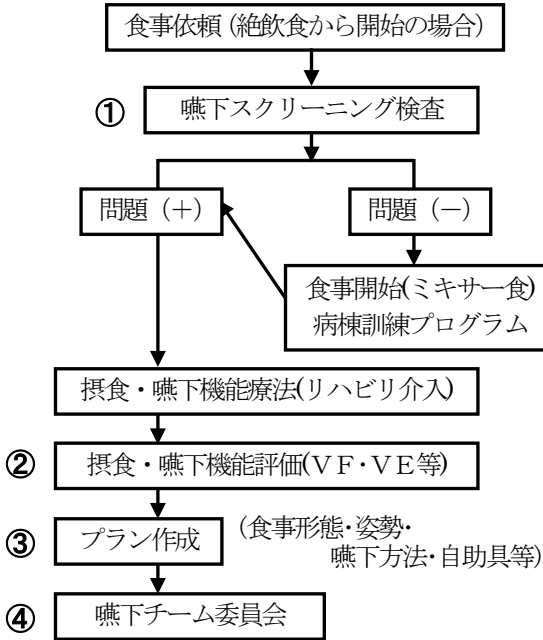 食事依頼(絶飲食から開始の場合)
① 嚥下スクリーニング検査
問題（＋） 問題（－）
食事開始(ミキサー食)
病棟訓練プログラム
摂食・嚥下機能療法(リハビリ介入)
② 摂食・嚥下機能評価(ＶＦ・ＶＥ等)
③ プラン作成 (食事形態・姿勢・
嚥下方法・自助具等)
④ 嚥下チーム委員会